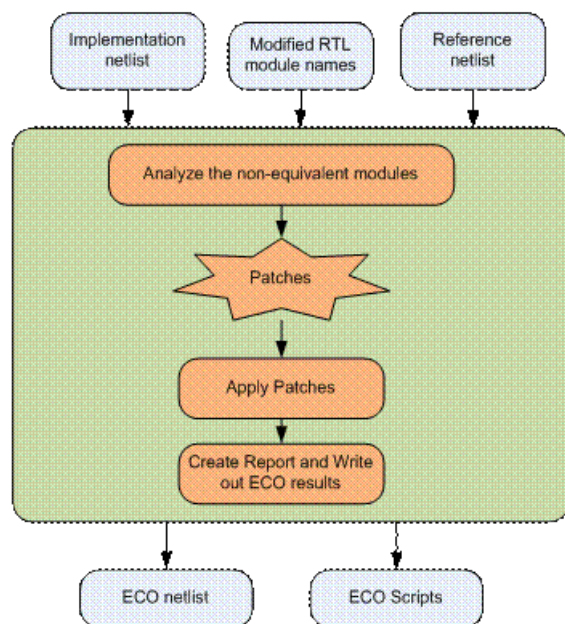 Implementation
netlist
Modified RTL
module names
Reference
netlist
Analyze the non-equivalent modules
Patches
Apply Patches
Create Report and Write
out ECO results
ECO netlist
ECO Scripts